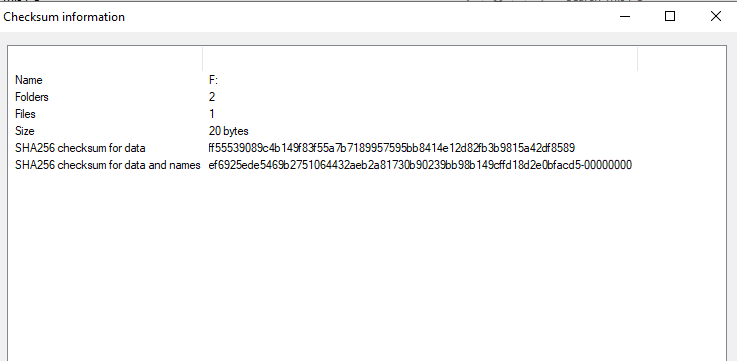 Checksum information
Name F:
Folders 2
Files 1
Size 20 bytes
SHA256 checksum for data ff55539089c4b149f83f55a7b7189957595bb8414e12d82fb3b9815a42df8589
SHA256 checksum for data and names ef6925ede5469b2751064432aeb2a81730b90239bb98b149cffd18d2e0bfacd5-00000000